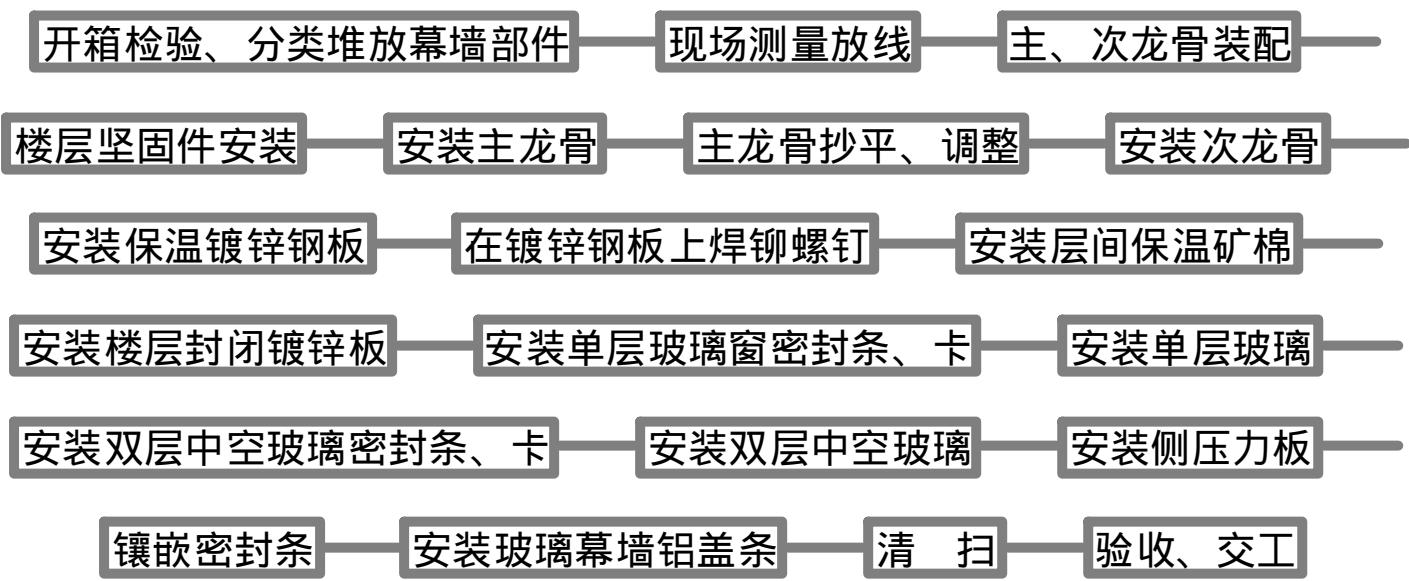 开箱检验、分类堆放幕墙部件 现场测量放线 主、次龙骨装配
楼层坚固件安装 安装主龙骨 主龙骨抄平、调整 安装次龙骨
安装保温镀锌钢板 在镀锌钢板上焊铆螺钉 安装层间保温矿棉
安装楼层封闭镀锌板 安装单层玻璃窗密封条、卡 安装单层玻璃
安装双层中空玻璃密封条、卡 安装双层中空玻璃 安装侧压力板
镶嵌密封条 安装玻璃幕墙铝盖条 清 扫 验收、交工